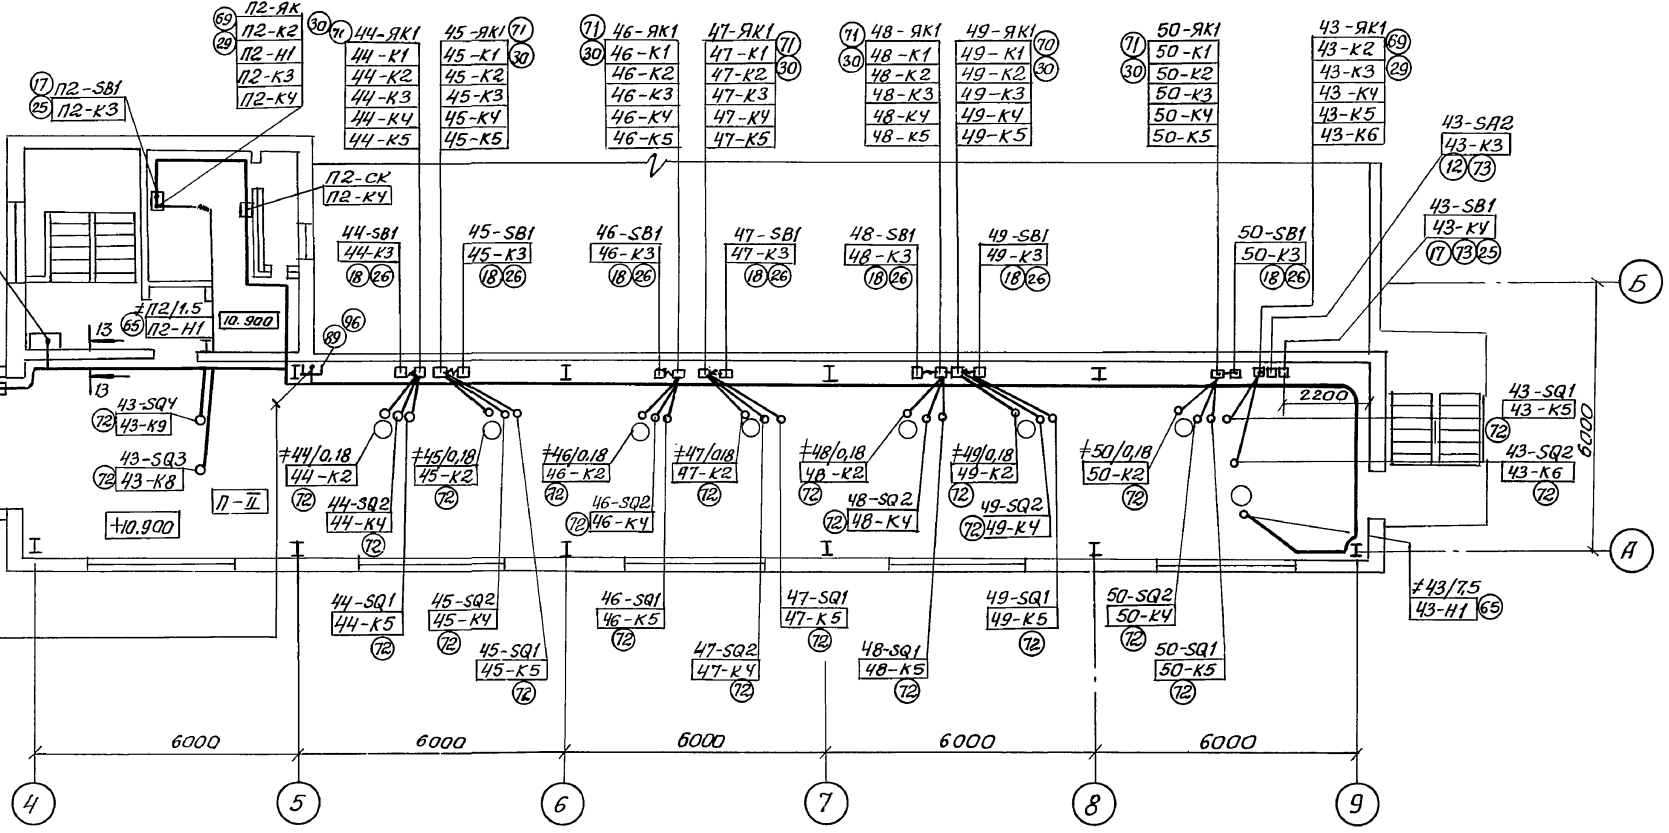 П2-ЯК
69 П2-К2 30
29 П2-Н1
П2-К3
П2-К4
17 П2-SB1
25 П2-К3
71 44-ЯК1
44-К1
44-К2
44-К3
44-К4
44-К5
45-ЯК1 71
45-К1 30
45-К2
45-К3
45-К4
45-К5
71 46-ЯК1
30 46-К1
46-К2
46-К3
46-К4
46-К5
47-ЯК1 71
47-К1 30
47-К2
47-К3
47-К4
47-К5
71 48-ЯК1
30 48-К1
48-К2
48-К3
48-К4
48-К5
49-ЯК1 70
49-К1 30
49-К2
49-К3
49-К4
49-К5
71 50-ЯК1
30 50-К1
50-К2
50-К3
50-К4
50-К5
43-ЯК1
43-К2 69
43-К3 29
43-К4
43-К5
43-К6
43-SA2
43-К3
12 73
43-SB1
43-К4
17 73 25
П2-СК
П2-К4
44-SB1
44-К3
18 26
45-SB1
45-К3
18 26
46-SB1
46-К3
18 26
47-SB1
47-К3
18 26
48-SB1
48-К3
18 26
49-SB1
49-К3
18 26
50-SB1
50-К3
18 26
Б
≠П2/1.5
65 П2-Н1
10.900
13
13
89 96
2200
6000
43-SQ4
72 43-К9
43-SQ3
72 43-К8
П-II
+10.900
≠44/0,18
44-К2
72
44-SQ2
44-К4
72
≠45/0,18
45-К2
72
≠46/0,18
46-К2
72
46-SQ2
72 46-К4
≠47/018
47-К2
72
≠48/0,18
48-К2
72
48-SQ2
72 48-К4
≠49/0,18
49-К2
72
49-SQ2
72 49-К4
≠50/0,18
50-К2
72
43-SQ1
43-К5
72
43-SQ2
43-К6
72
А
≠43/7,5
43-Н1 65
44-SQ1
44-К5
72
45-SQ2
45-К4
72
45-SQ1
45-К5
72
46-SQ1
46-К5
72
47-SQ2
47-К4
72
47-SQ1
47-К5
72
48-SQ1
48-К5
72
49-SQ1
49-К5
72
50-SQ2
50-К4
72
50-SQ1
50-К5
72
6000 6000 6000 6000 6000
4 5 6 7 8 9